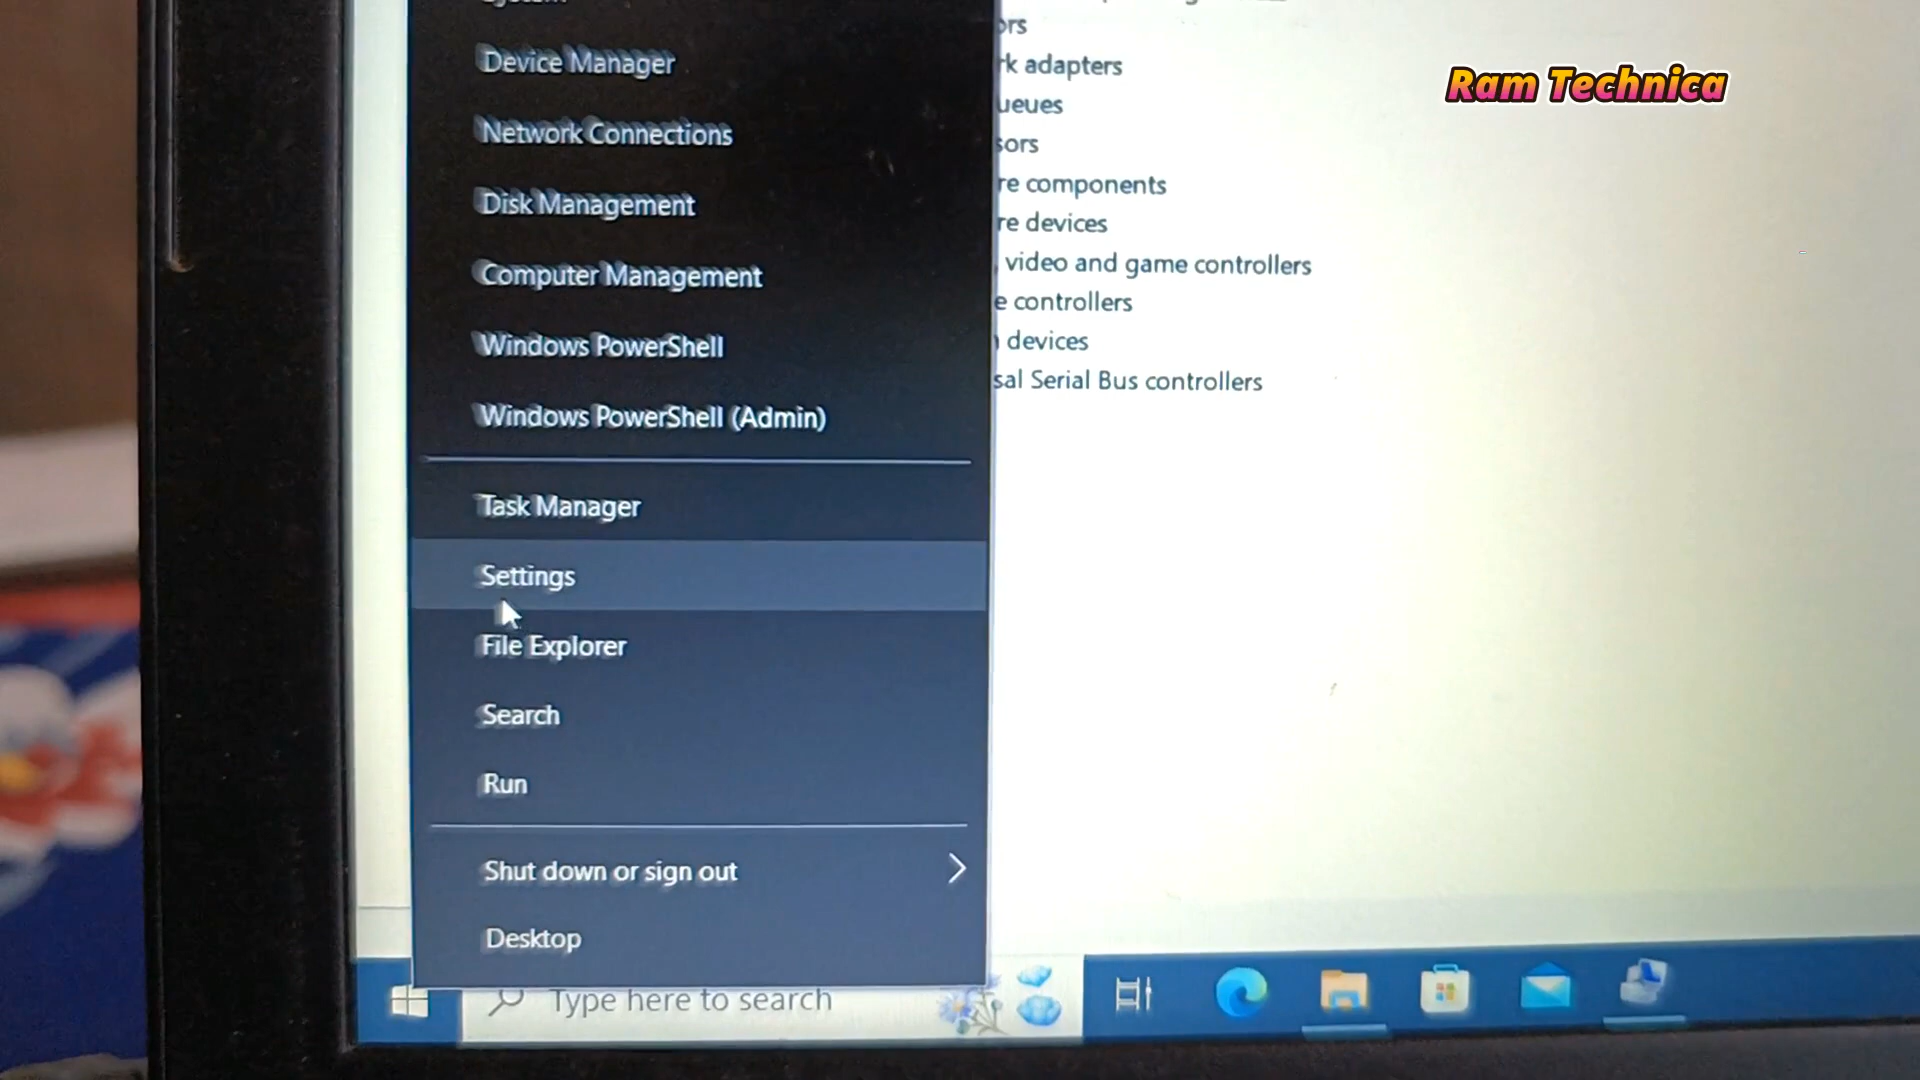 Device Manager
Network Connections
Disk Management
Computer Management
Windows PowerShell
Windows PowerShell (Admin)
Task Manager
Settings
File Explorer
Search
Run
Shut down or sign out
Desktop
Type here to search
ors
rk adapters
ueues
sors
re components
re devices
video and game controllers
e controllers
devices
sal Serial Bus controllers
Ram Technica